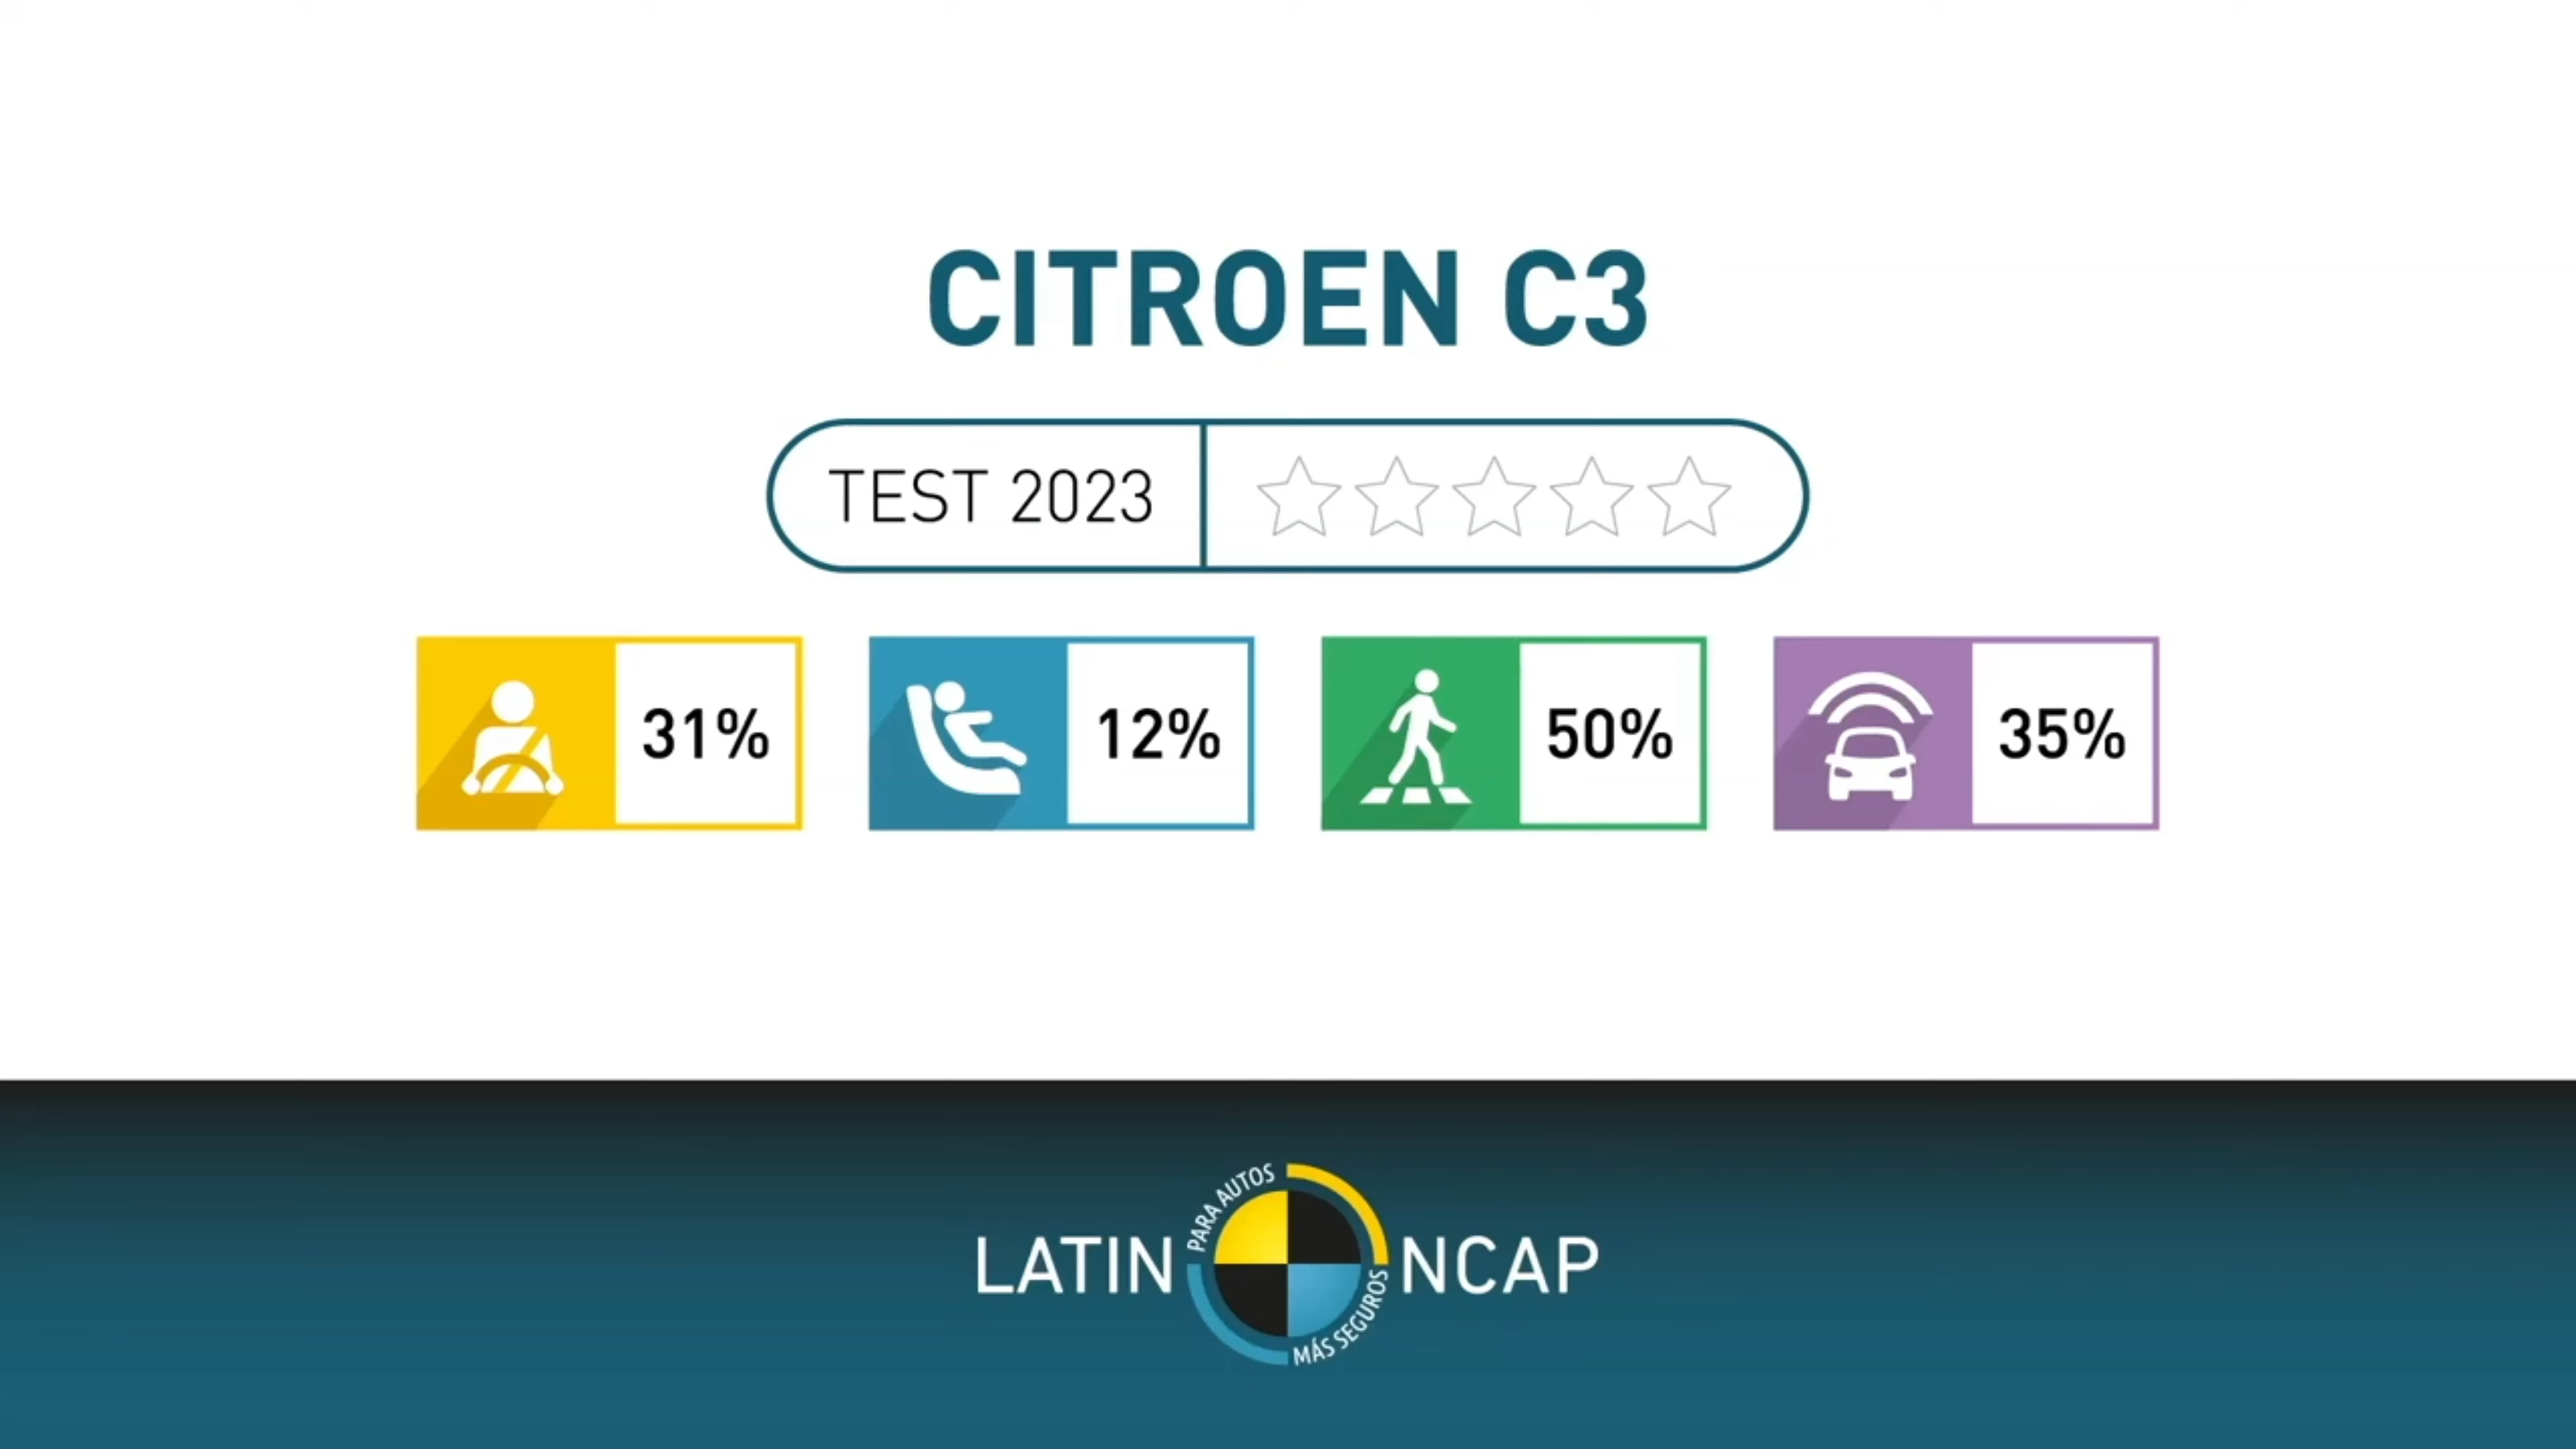 CITROEN C3
TEST 2023
31%
12%
50%
35%
LATIN
PARA AUTOS
MÁS SEGUROS
NCAP